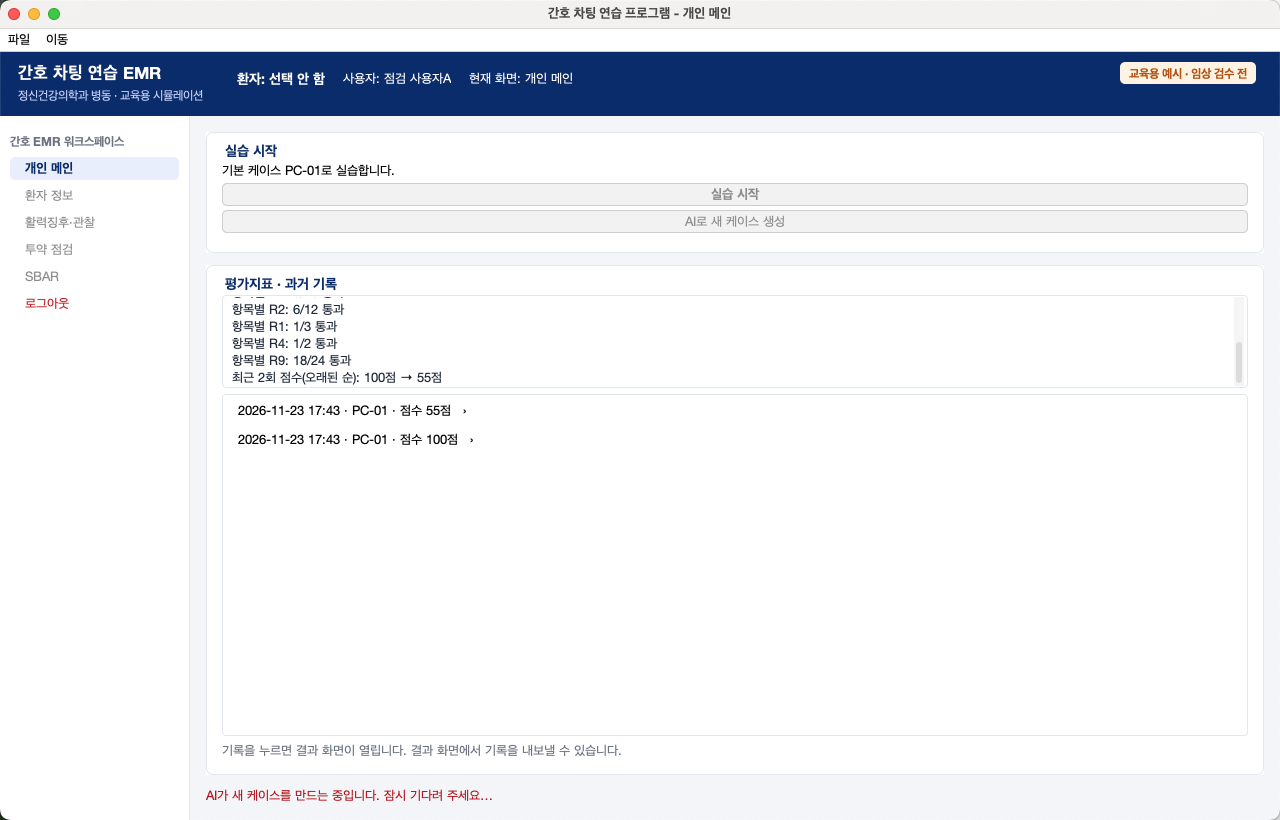 간호 차팅 연습 프로그램 - 개인 메인
파일 이동
간호 차팅 연습 EMR
정신건강의학과 병동 · 교육용 시뮬레이션
환자: 선택 안 함 사용자: 점검 사용자A 현재 화면: 개인 메인
교육용 예시 · 임상 검수 전
간호 EMR 워크스페이스
개인 메인
환자 정보
활력징후·관찰
투약 점검
SBAR
로그아웃
실습 시작
기본 케이스 PC-01로 실습합니다.
실습 시작
AI로 새 케이스 생성
평가지표 · 과거 기록
항목별 R2: 6/12 통과
항목별 R1: 1/3 통과
항목별 R4: 1/2 통과
항목별 R9: 18/24 통과
최근 2회 점수(오래된 순): 100점 → 55점
2026-11-23 17:43 · PC-01 · 점수 55점 ›
2026-11-23 17:43 · PC-01 · 점수 100점 ›
기록을 누르면 결과 화면이 열립니다. 결과 화면에서 기록을 내보낼 수 있습니다.
AI가 새 케이스를 만드는 중입니다. 잠시 기다려 주세요…